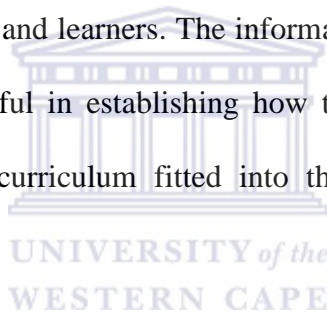 and learners. The informa
ful in establishing how t
curriculum fitted into th
UNIVERSITY of the
WESTERN CAPE